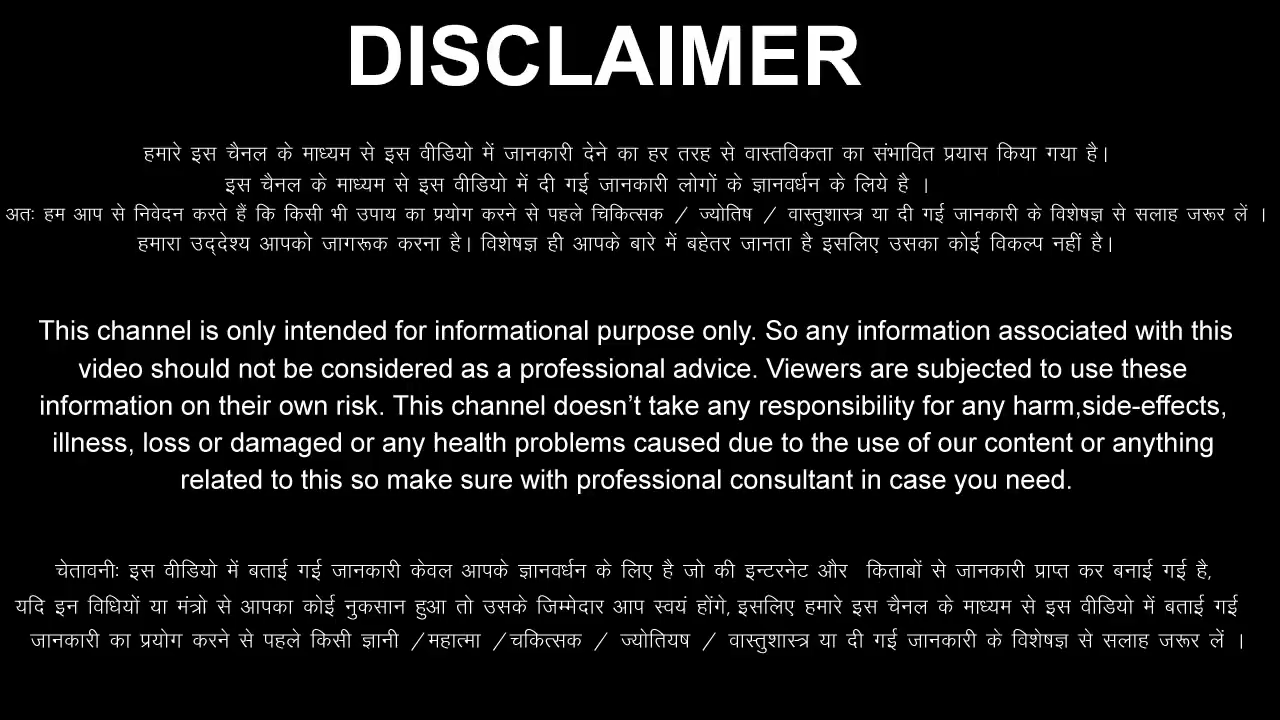 DISCLAIMER
हमारे इस चैनल के माध्यम से इस वीडियो में जानकारी देने का हर तरह से वास्तविकता का संभावित प्रयास किया गया है।
इस चैनल के माध्यम से इस वीडियो में दी गई जानकारी लोगों के ज्ञानवर्धन के लिये है ।
अतः हम आप से निवेदन करते हैं कि किसी भी उपाय का प्रयोग करने से पहले चिकित्सक / ज्योतिष / वास्तुशास्त्र या दी गई जानकारी के विशेषज्ञ से सलाह जरूर लें ।
हमारा उद्देश्य आपको जागरूक करना है। विशेषज्ञ ही आपके बारे में बहेतर जानता है इसलिए उसका कोई विकल्प नहीं है।
This channel is only intended for informational purpose only. So any information associated with this
video should not be considered as a professional advice. Viewers are subjected to use these
information on their own risk. This channel doesn’t take any responsibility for any harm,side-effects,
illness, loss or damaged or any health problems caused due to the use of our content or anything
related to this so make sure with professional consultant in case you need.
चेतावनीः इस वीडियो में बताई गई जानकारी केवल आपके ज्ञानवर्धन के लिए है जो की इन्टरनेट और किताबों से जानकारी प्राप्त कर बनाई गई है,
यदि इन विधियों या मंत्रो से आपका कोई नुकसान हुआ तो उसके जिम्मेदार आप स्वयं होंगे, इसलिए हमारे इस चैनल के माध्यम से इस वीडियो में बताई गई
जानकारी का प्रयोग करने से पहले किसी ज्ञानी /महात्मा /चकित्सक / ज्योतियष / वास्तुशास्त्र या दी गई जानकारी के विशेषज्ञ से सलाह जरूर लें ।